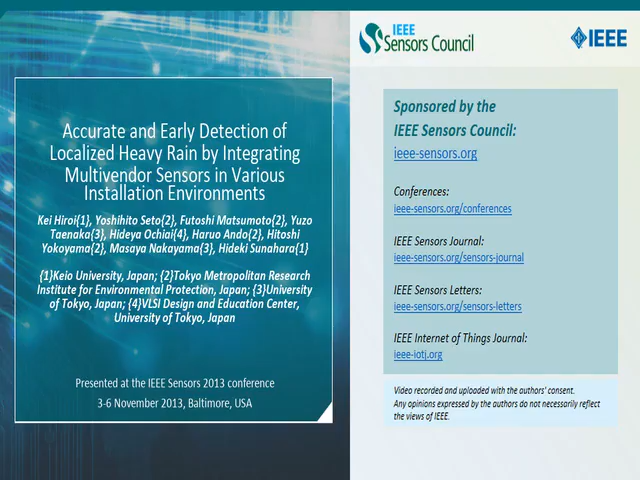 IEEE
Sensors Council
IEEE
Accurate and Early Detection of
Localized Heavy Rain by Integrating
Multivendor Sensors in Various
Installation Environments
Kei Hiroi{1}, Yoshihito Seto{2}, Futoshi Matsumoto{2}, Yuzo
Taenaka{3}, Hideya Ochiai{4}, Haruo Ando{2}, Hitoshi
Yokoyama{2}, Masaya Nakayama{3}, Hideki Sunahara{1}
{1}Keio University, Japan; {2}Tokyo Metropolitan Research
Institute for Environmental Protection, Japan; {3}University
of Tokyo, Japan; {4}VLSI Design and Education Center,
University of Tokyo, Japan
Presented at the IEEE Sensors 2013 conference
3-6 November 2013, Baltimore, USA
Sponsored by the
IEEE Sensors Council:
ieee-sensors.org
Conferences:
ieee-sensors.org/conferences
IEEE Sensors Journal:
ieee-sensors.org/sensors-journal
IEEE Sensors Letters:
ieee-sensors.org/sensors-letters
IEEE Internet of Things Journal:
ieee-iotj.org
Video recorded and uploaded with the authors' consent.
Any opinions expressed by the authors do not necessarily reflect
the views of IEEE.